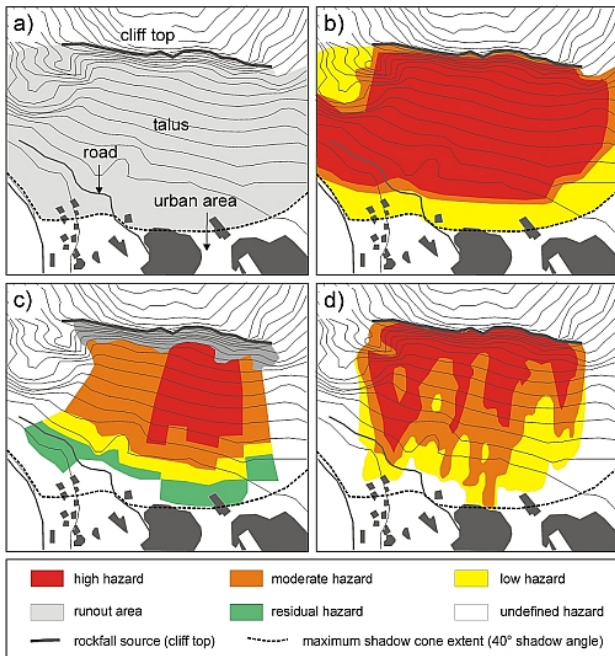 a)
cliff top
talus
road
urban area
b)
c)
d)
high hazard
moderate hazard
low hazard
runout area
residual hazard
undefined hazard
rockfall source (cliff top)
maximum shadow cone extent (40° shadow angle)